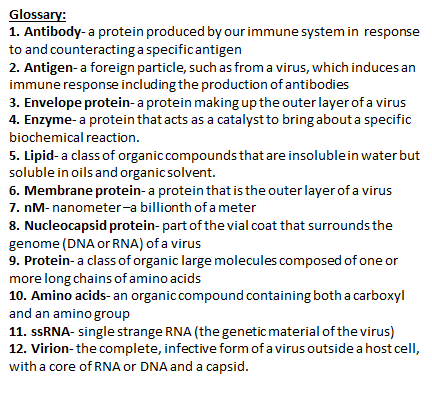 Glossary:
1. Antibody- a protein produced by our immune system in response
to and counteracting a specific antigen
2. Antigen- a foreign particle, such as from a virus, which induces an
immune response including the production of antibodies
3. Envelope protein- a protein making up the outer layer of a virus
4. Enzyme- a protein that acts as a catalyst to bring about a specific
biochemical reaction.
5. Lipid- a class of organic compounds that are insoluble in water but
soluble in oils and organic solvent.
6. Membrane protein- a protein that is the outer layer of a virus
7. nM- nanometer–a billionth of a meter
8. Nucleocapsid protein- part of the vial coat that surrounds the
genome (DNA or RNA) of a virus
9. Protein- a class of organic large molecules composed of one or
more long chains of amino acids
10. Amino acids- an organic compound containing both a carboxyl
and an amino group
11. ssRNA- single strange RNA (the genetic material of the virus)
12. Virion- the complete, infective form of a virus outside a host cell,
with a core of RNA or DNA and a capsid.